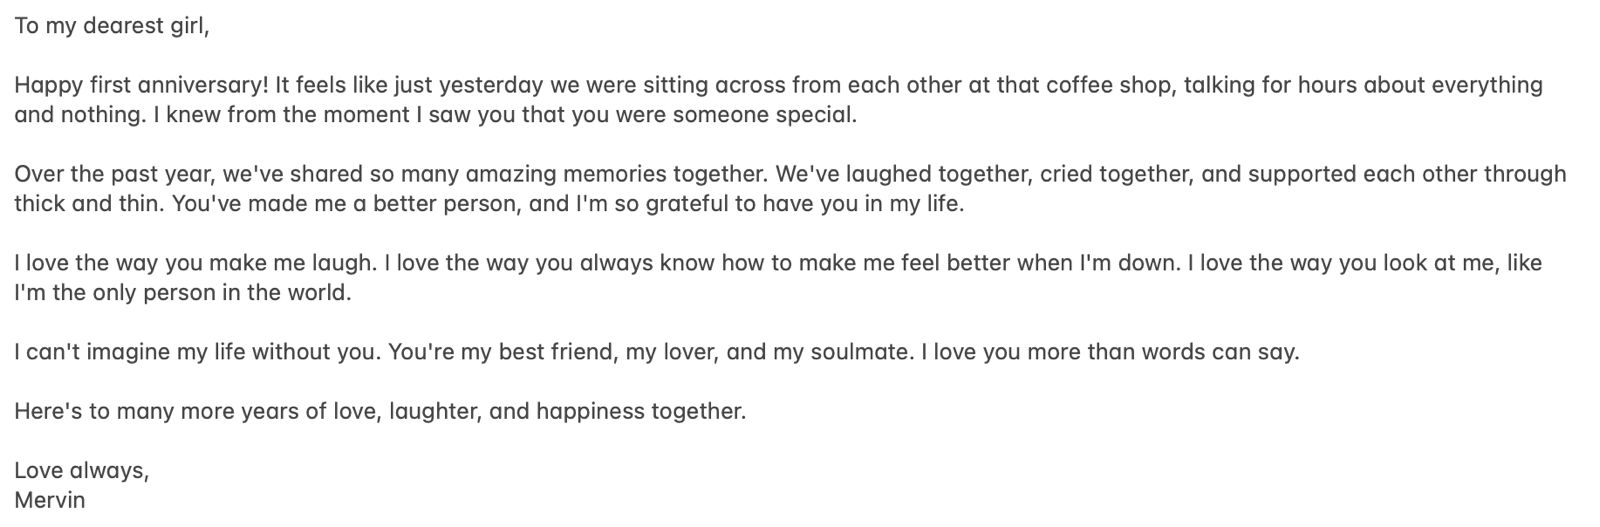 To my dearest girl,
Happy first anniversary! It feels like just yesterday we were sitting across from each other at that coffee shop, talking for hours about everything
and nothing. I knew from the moment I saw you that you were someone special.
Over the past year, we've shared so many amazing memories together. We've laughed together, cried together, and supported each other through
thick and thin. You've made me a better person, and I'm so grateful to have you in my life.
I love the way you make me laugh. I love the way you always know how to make me feel better when I'm down. I love the way you look at me, like
I'm the only person in the world.
I can't imagine my life without you. You're my best friend, my lover, and my soulmate. I love you more than words can say.
Here's to many more years of love, laughter, and happiness together.
Love always,
Mervin